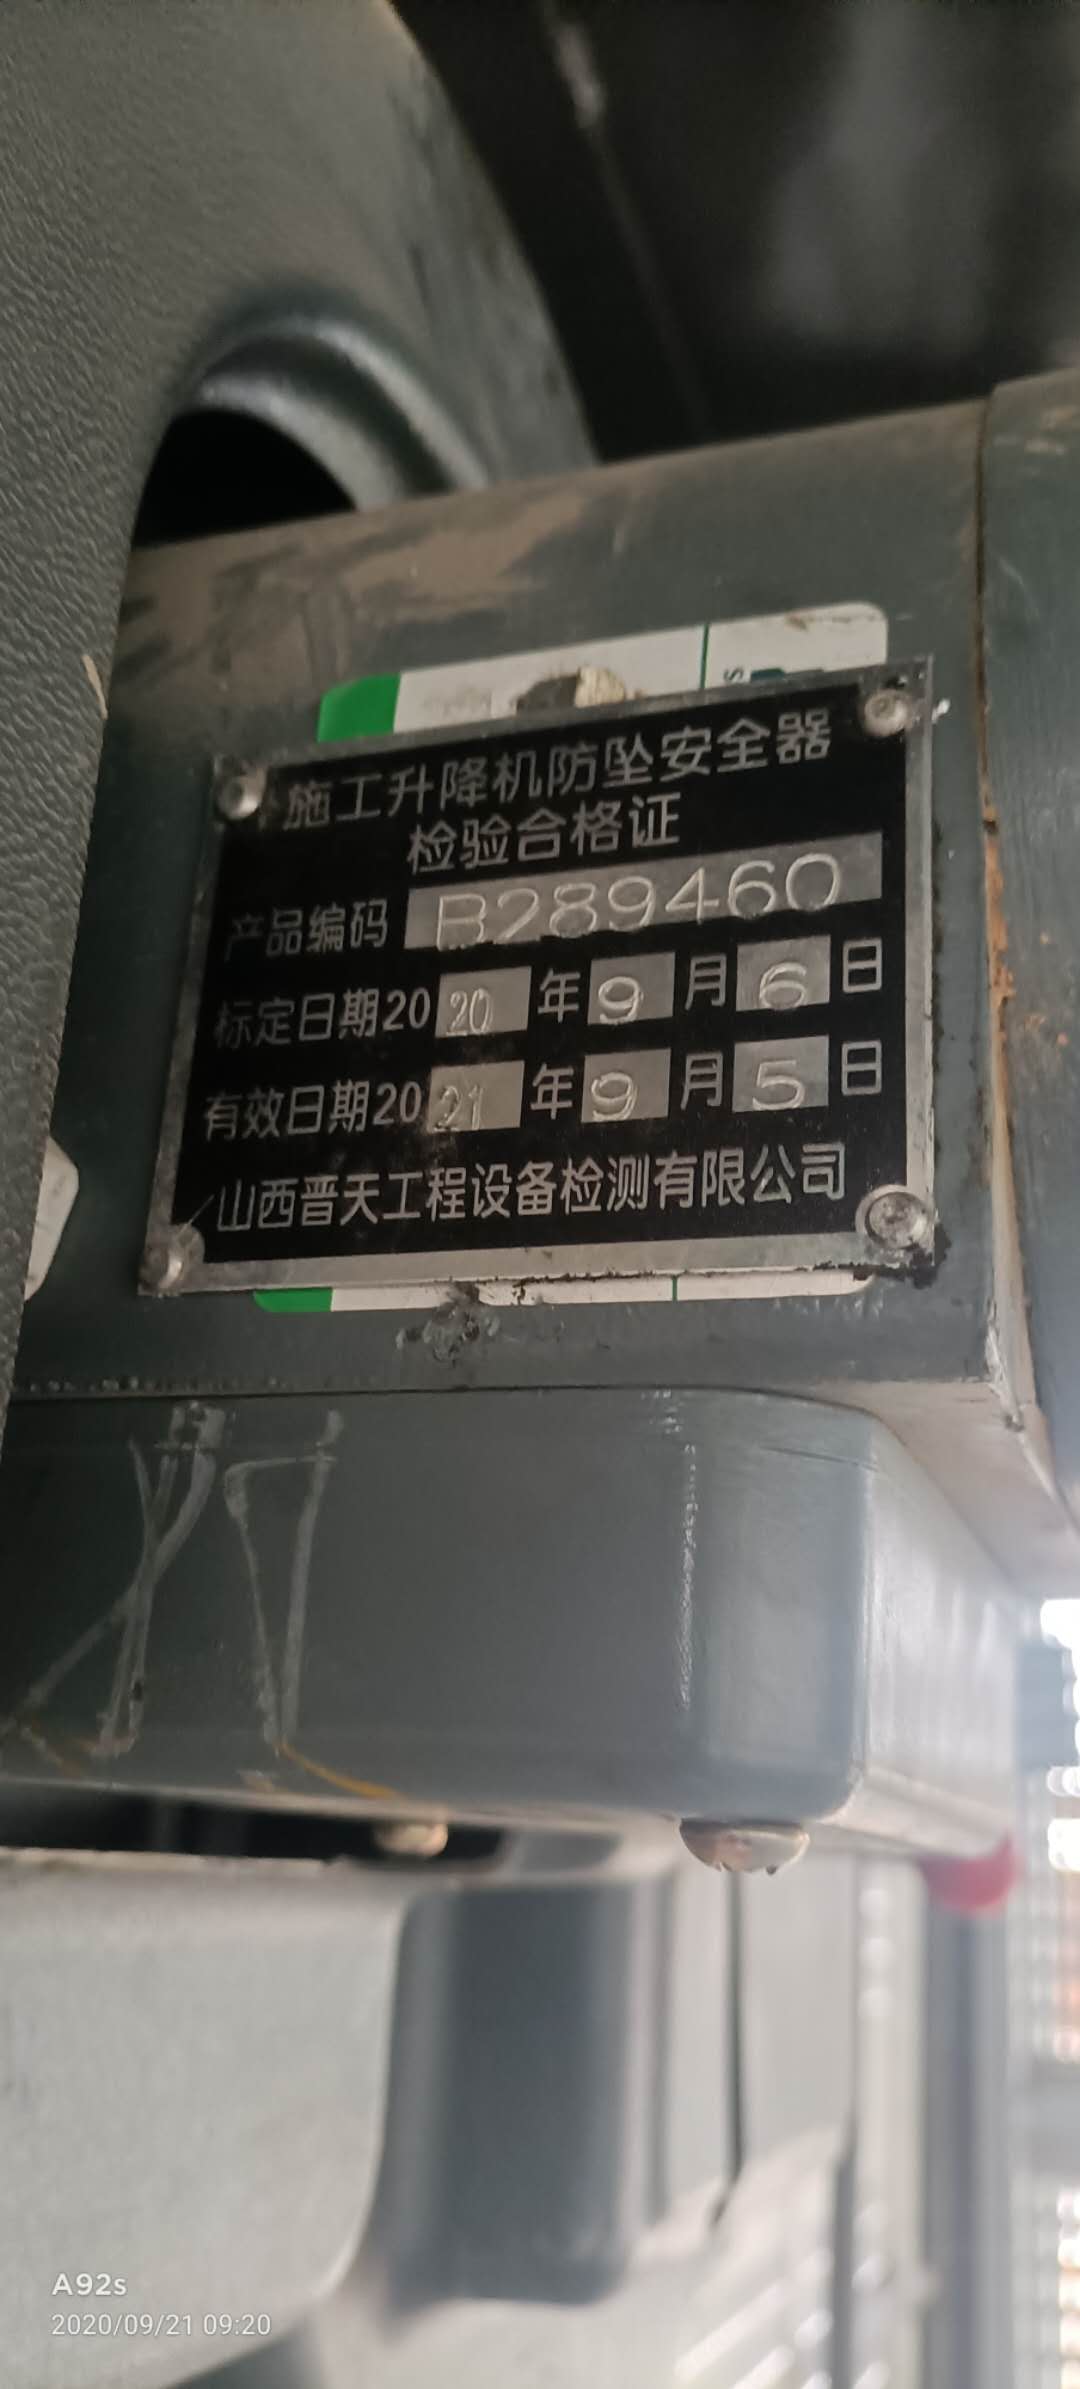 施工升降机防坠安全器
检验合格证
产品编码 B289460
标定日期2020年9月6日
有效日期2021年9月5日
山西晋天工程设备检测有限公司
A92s
2020/09/21 09:20